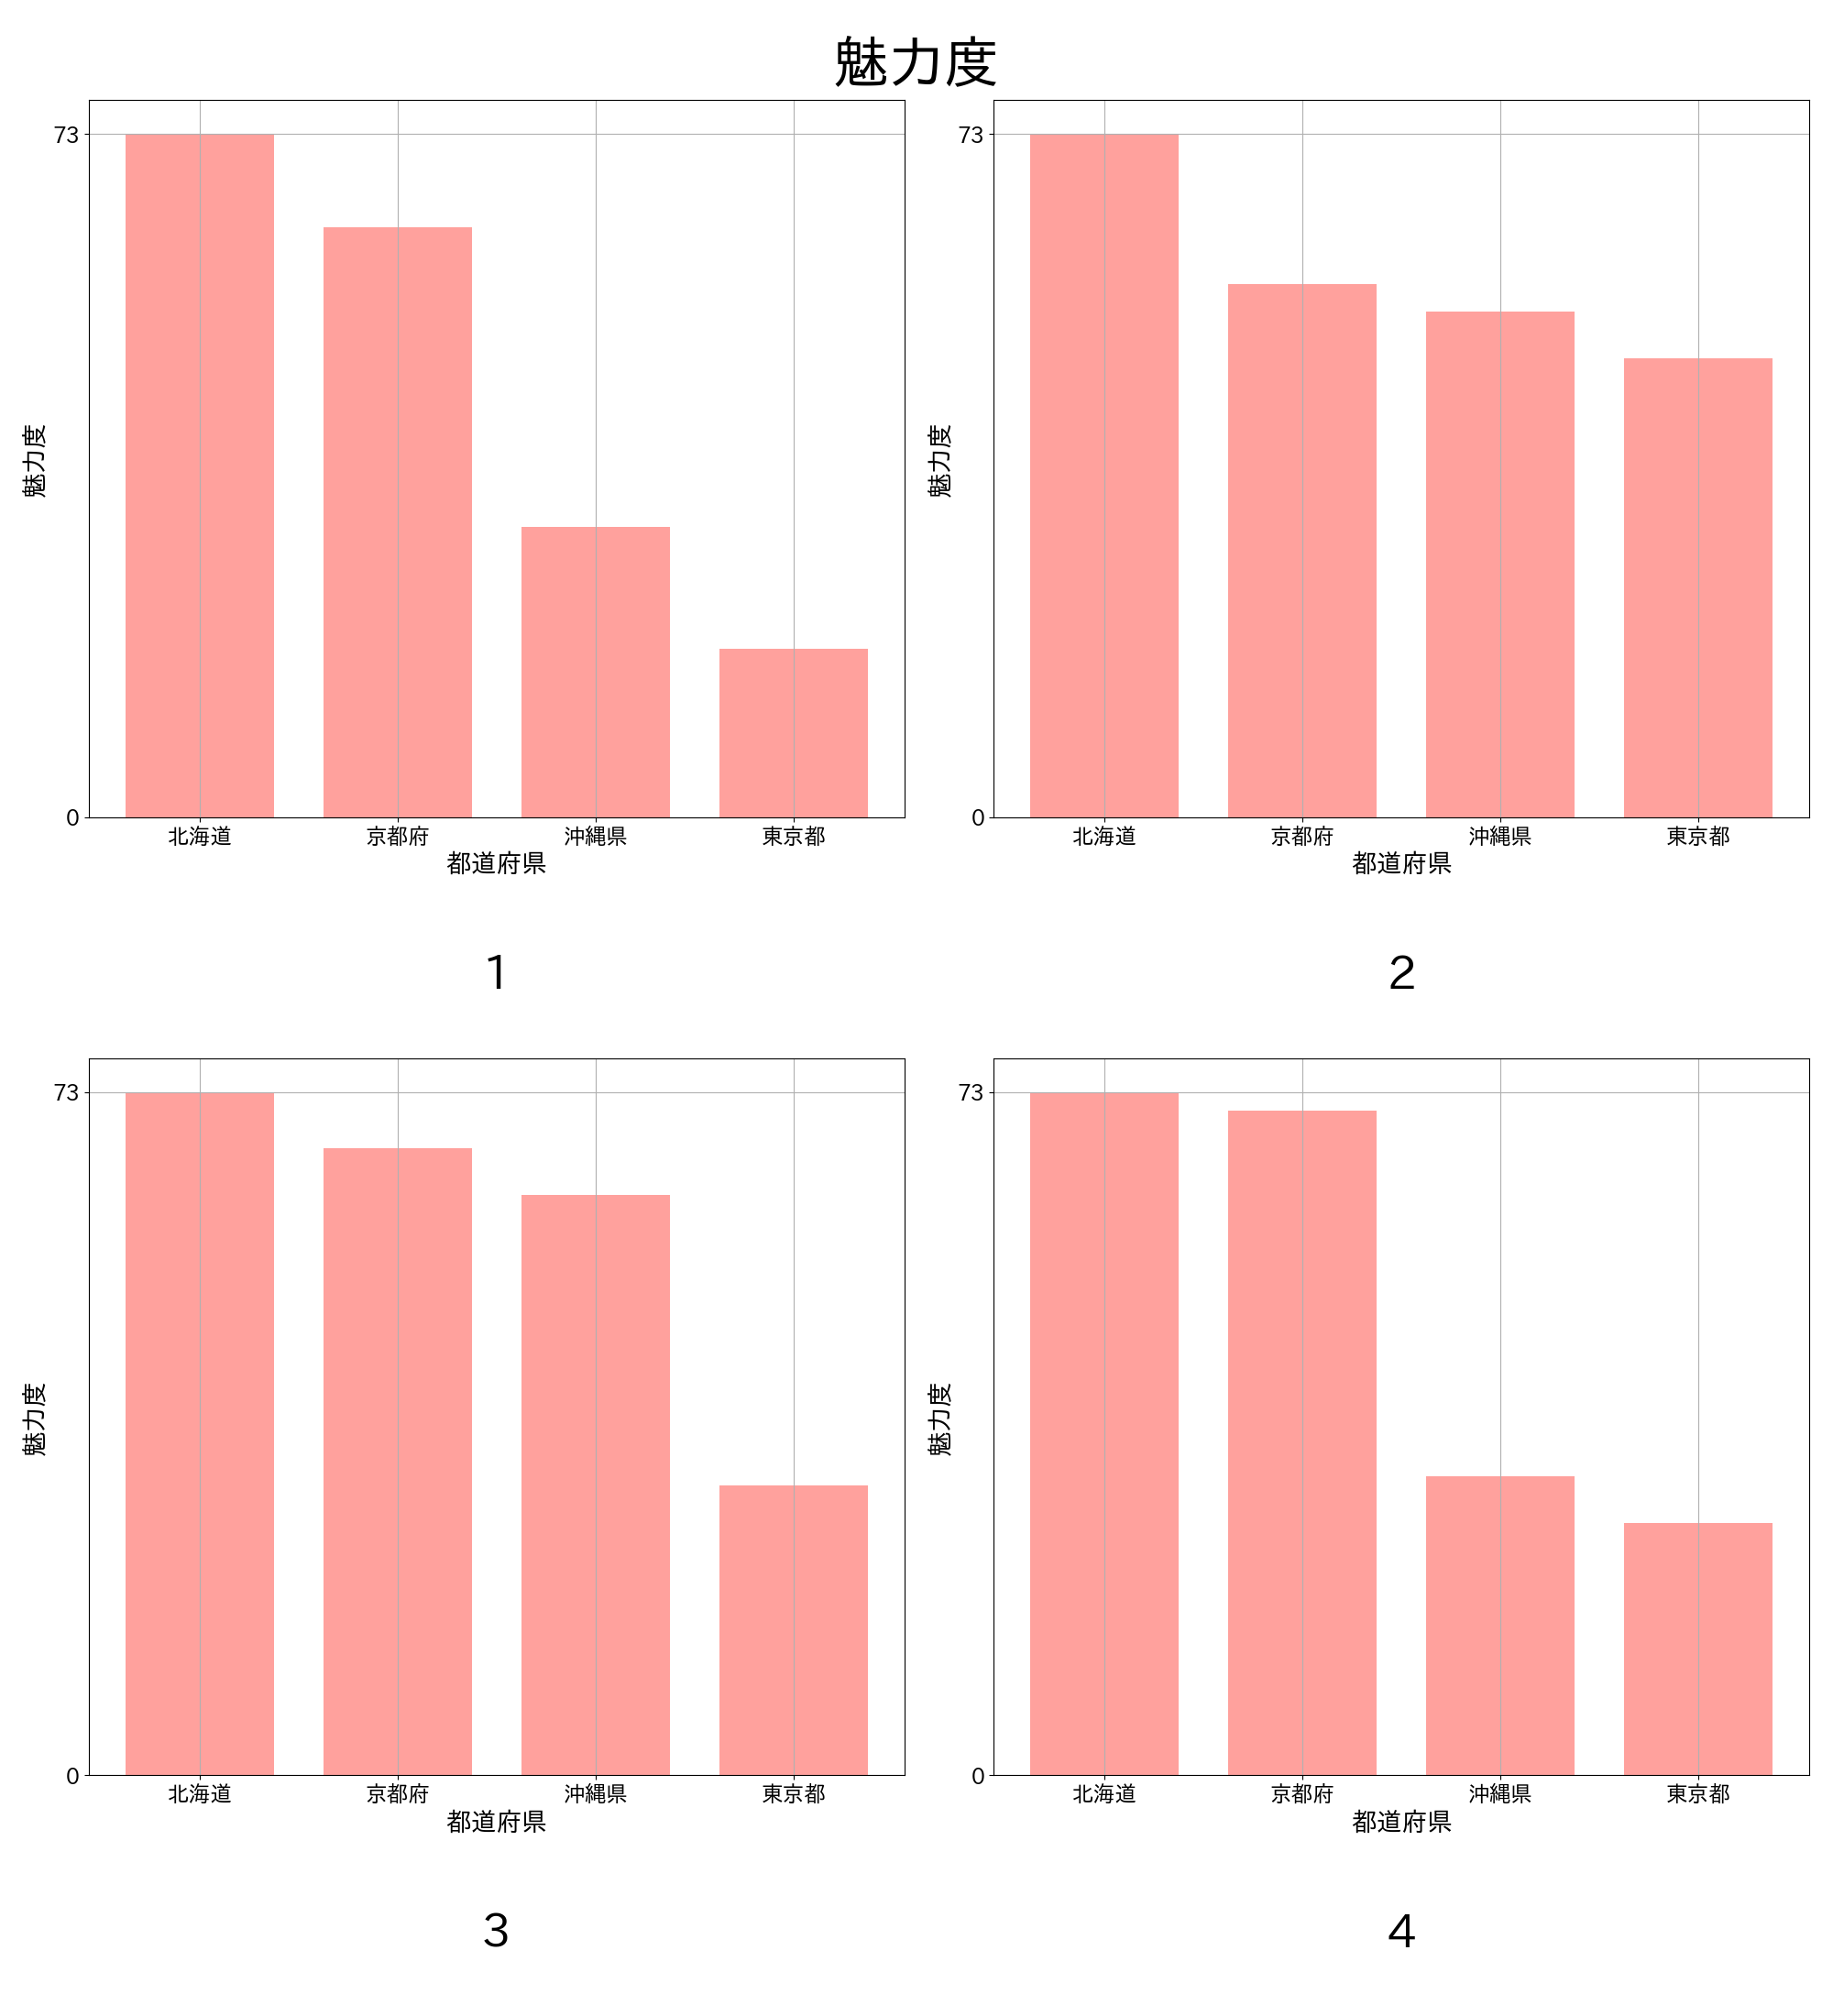 魅力度
73
0
魅力度
北海道 京都府 沖縄県 東京都
都道府県
1
73
0
魅力度
北海道 京都府 沖縄県 東京都
都道府県
2
73
0
魅力度
北海道 京都府 沖縄県 東京都
都道府県
3
73
0
魅力度
北海道 京都府 沖縄県 東京都
都道府県
4